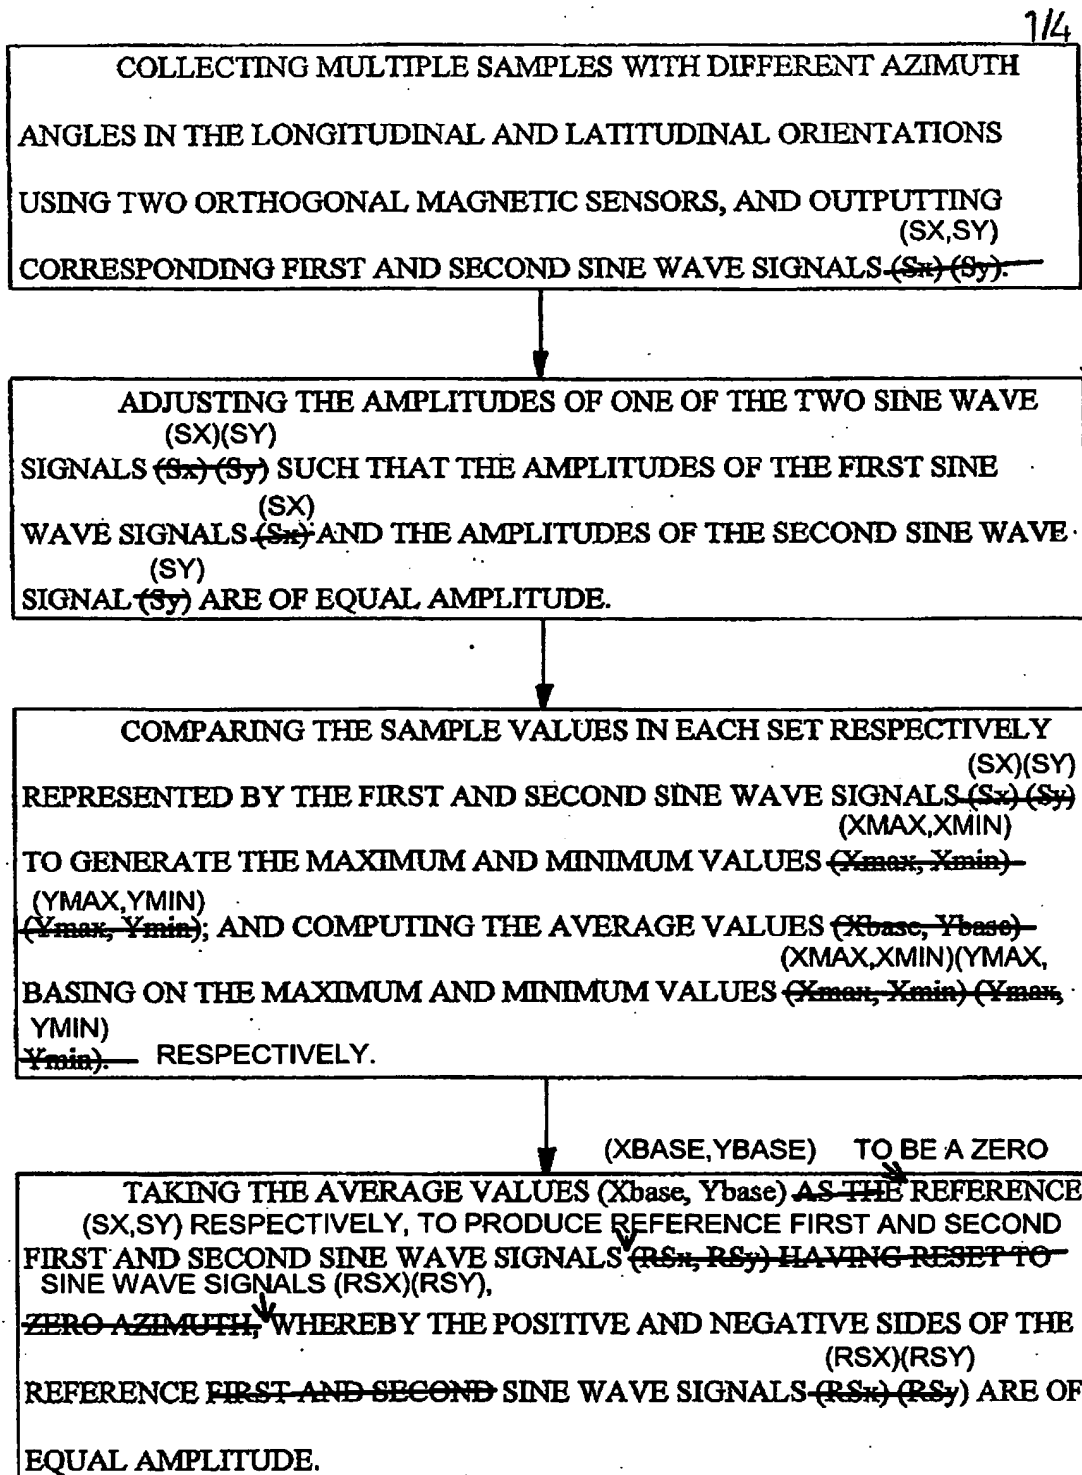 1/4
COLLECTING MULTIPLE SAMPLES WITH DIFFERENT AZIMUTH
ANGLES IN THE LONGITUDINAL AND LATITUDINAL ORIENTATIONS
USING TWO ORTHOGONAL MAGNETIC SENSORS, AND OUTPUTTING
(SX,SY)
CORRESPONDING FIRST AND SECOND SINE WAVE SIGNALS (Sx) (Sy).
ADJUSTING THE AMPLITUDES OF ONE OF THE TWO SINE WAVE
(SX)(SY)
SIGNALS (Sx) (Sy) SUCH THAT THE AMPLITUDES OF THE FIRST SINE
(SX)
WAVE SIGNALS (Sx) AND THE AMPLITUDES OF THE SECOND SINE WAVE
(SY)
SIGNAL (Sy) ARE OF EQUAL AMPLITUDE.
COMPARING THE SAMPLE VALUES IN EACH SET RESPECTIVELY
(SX)(SY)
REPRESENTED BY THE FIRST AND SECOND SINE WAVE SIGNALS (Sx) (Sy)
(XMAX,XMIN)
TO GENERATE THE MAXIMUM AND MINIMUM VALUES (Xmax, Xmin)
(YMAX,YMIN)
(Ymax, Ymin); AND COMPUTING THE AVERAGE VALUES (Xbase, Ybase)
(XMAX,XMIN)(YMAX,
BASING ON THE MAXIMUM AND MINIMUM VALUES (Xmax, Xmin) (Ymax,
YMIN)
Ymin). RESPECTIVELY.
(XBASE,YBASE) TO BE A ZERO
TAKING THE AVERAGE VALUES (Xbase, Ybase) AS THE REFERENCE
(SX,SY) RESPECTIVELY, TO PRODUCE REFERENCE FIRST AND SECOND
FIRST AND SECOND SINE WAVE SIGNALS (RSx, RSy) HAVING RESET TO
SINE WAVE SIGNALS (RSX)(RSY),
ZERO AZIMUTH, WHEREBY THE POSITIVE AND NEGATIVE SIDES OF THE
(RSX)(RSY)
REFERENCE FIRST AND SECOND SINE WAVE SIGNALS (RSx) (RSy) ARE OF
EQUAL AMPLITUDE.